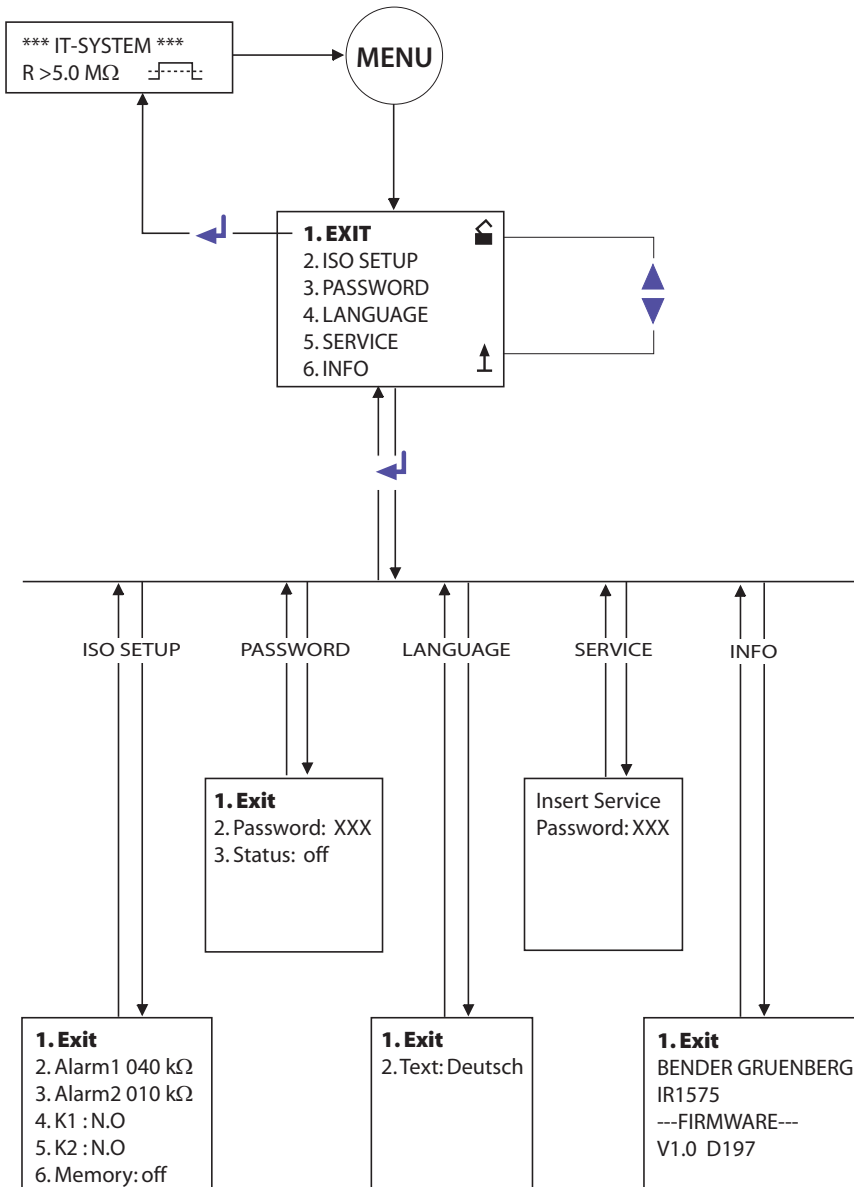 *** IT-SYSTEM ***
R >5.0 MΩ
MENU
1. EXIT
2. ISO SETUP
3. PASSWORD
4. LANGUAGE
5. SERVICE
6. INFO
ISO SETUP
PASSWORD
LANGUAGE
SERVICE
INFO
1. Exit
2. Password: XXX
3. Status: off
Insert Service
Password: XXX
1. Exit
2. Alarm1 040 kΩ
3. Alarm2 010 kΩ
4. K1 : N.O
5. K2 : N.O
6. Memory: off
1. Exit
2. Text: Deutsch
1. Exit
BENDER GRUENBERG
IR1575
---FIRMWARE---
V1.0 D197